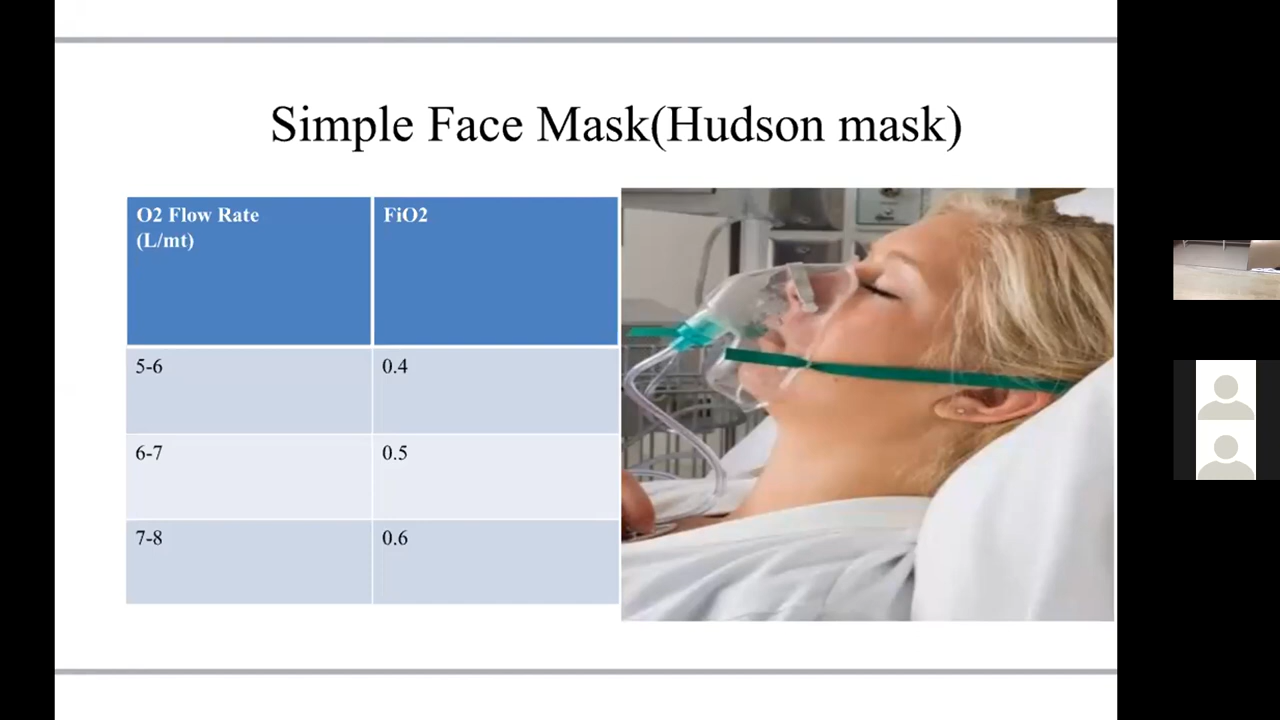 Simple Face Mask(Hudson mask)
O2 Flow Rate
(L/mt)
FiO2
5-6
0.4
6-7
0.5
7-8
0.6